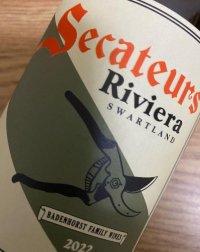 Secateurs
Riviera
SWARTLAND
BADENHORST FAMILY WINES
2022